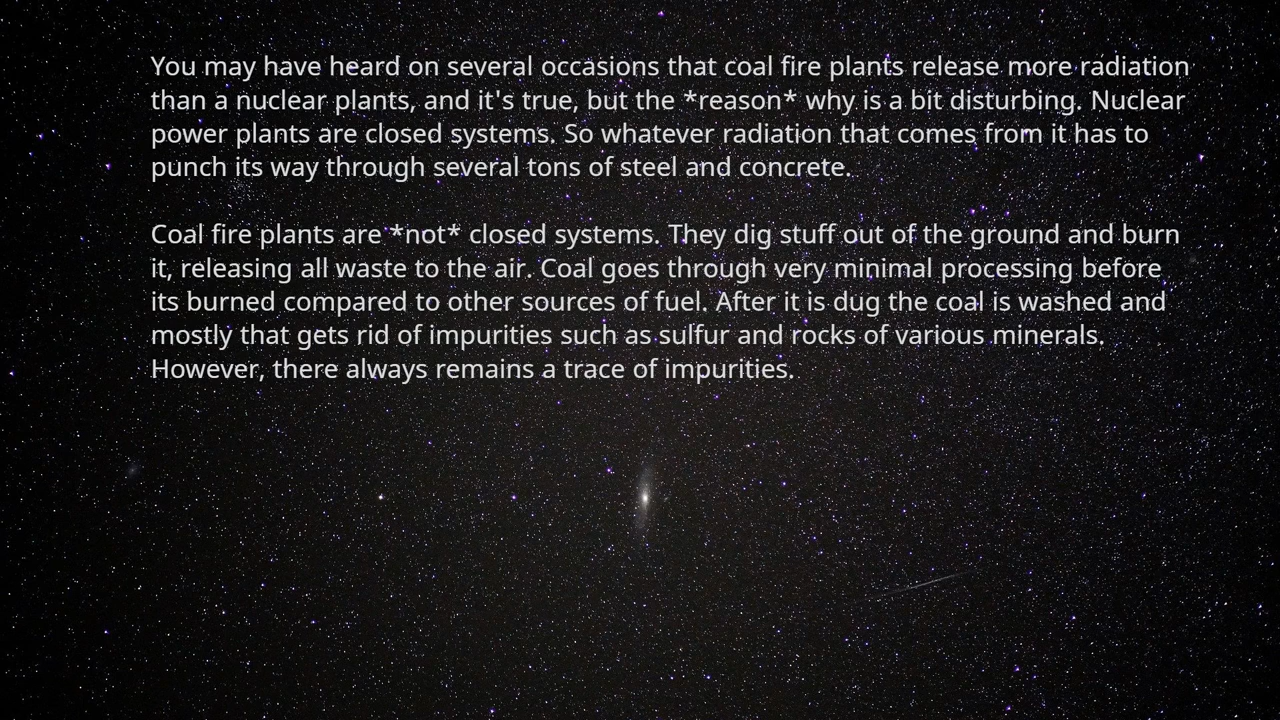 You may have heard on several occasions that coal fire plants release more radiation
than a nuclear plants, and it's true, but the *reason* why is a bit disturbing. Nuclear
power plants are closed systems. So whatever radiation that comes from it has to
punch its way through several tons of steel and concrete.
Coal fire plants are *not* closed systems. They dig stuff out of the ground and burn
it, releasing all waste to the air. Coal goes through very minimal processing before
its burned compared to other sources of fuel. After it is dug the coal is washed and
mostly that gets rid of impurities such as sulfur and rocks of various minerals.
However, there always remains a trace of impurities.